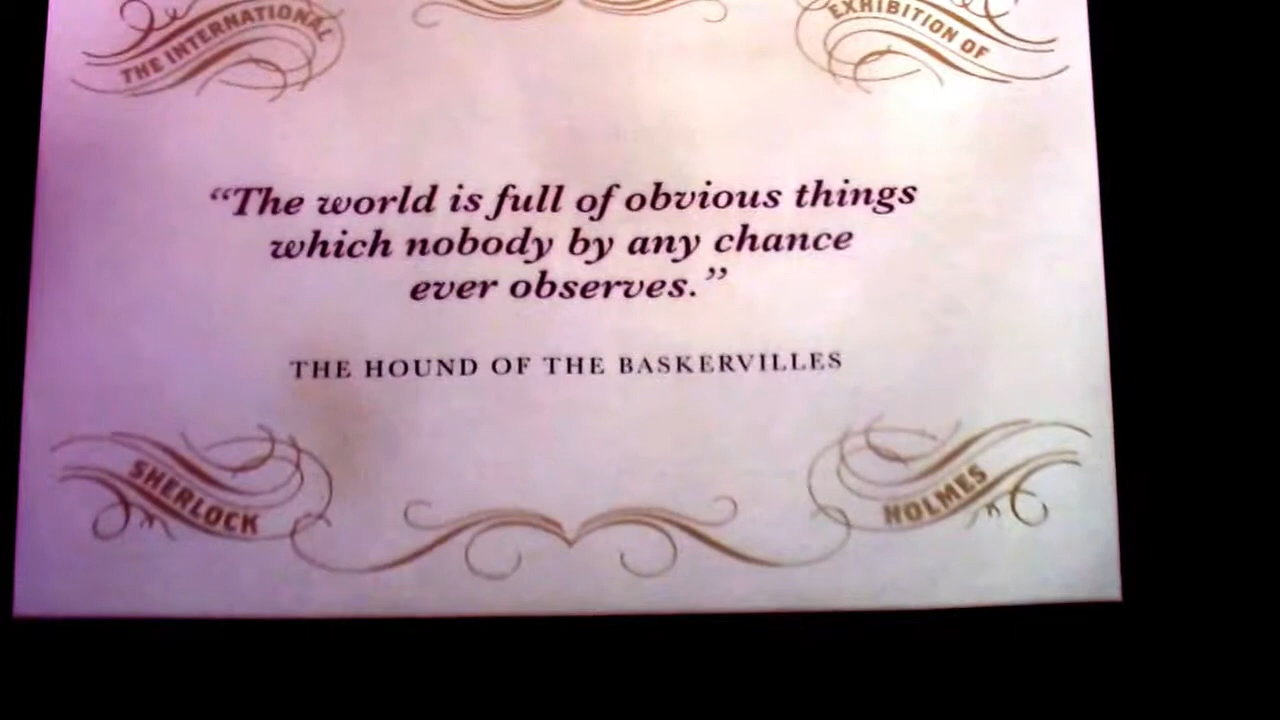 THE INTERNATIONAL
EXHIBITION OF
“The world is full of obvious things
which nobody by any chance
ever observes.”
THE HOUND OF THE BASKERVILLES
SHERLOCK
HOLMES